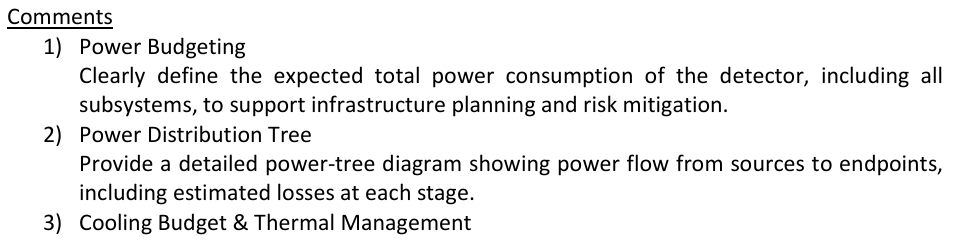 Comments
1) Power Budgeting
Clearly define the expected total power consumption of the detector, including all
subsystems, to support infrastructure planning and risk mitigation.
2) Power Distribution Tree
Provide a detailed power-tree diagram showing power flow from sources to endpoints,
including estimated losses at each stage.
3) Cooling Budget & Thermal Management